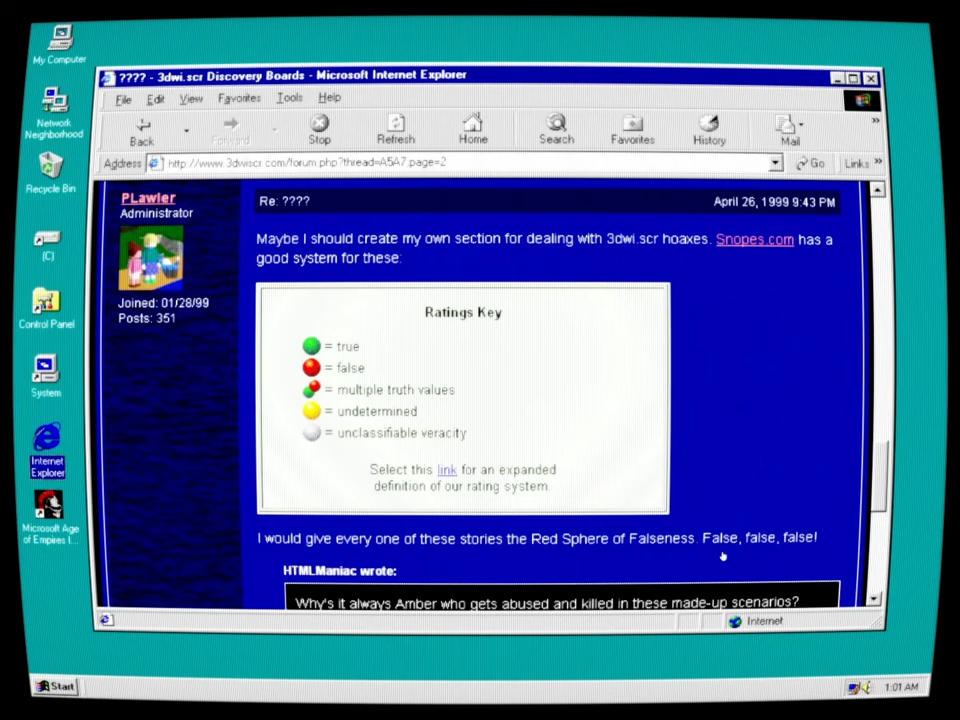 My Computer
Network
Neighborhood
Recycle Bin
(C)
Control Panel
System
Internet
Explorer
Microsoft Age
of Empires I...
???? - 3dwi.scr Discovery Boards - Microsoft Internet Explorer
File Edit View Favorites Tools Help
Back Forward Stop Refresh Home Search Favorites History Mail »
Address http://www.3dwiscr.com/forum.php?thread=A5A7:page=2 Go Links »
PLawler
Administrator
Joined: 01/28/99
Posts: 351
Re: ???? April 26, 1999 9:43 PM
Maybe I should create my own section for dealing with 3dwi.scr hoaxes. Snopes.com has a
good system for these:
Ratings Key
= true
= false
= multiple truth values
= undetermined
= unclassifiable veracity
Select this link for an expanded
definition of our rating system.
I would give every one of these stories the Red Sphere of Falseness. False, false, false!
HTMLManiac wrote:
Why's it always Amber who gets abused and killed in these made-up scenarios?
Internet
Start 1:01 AM